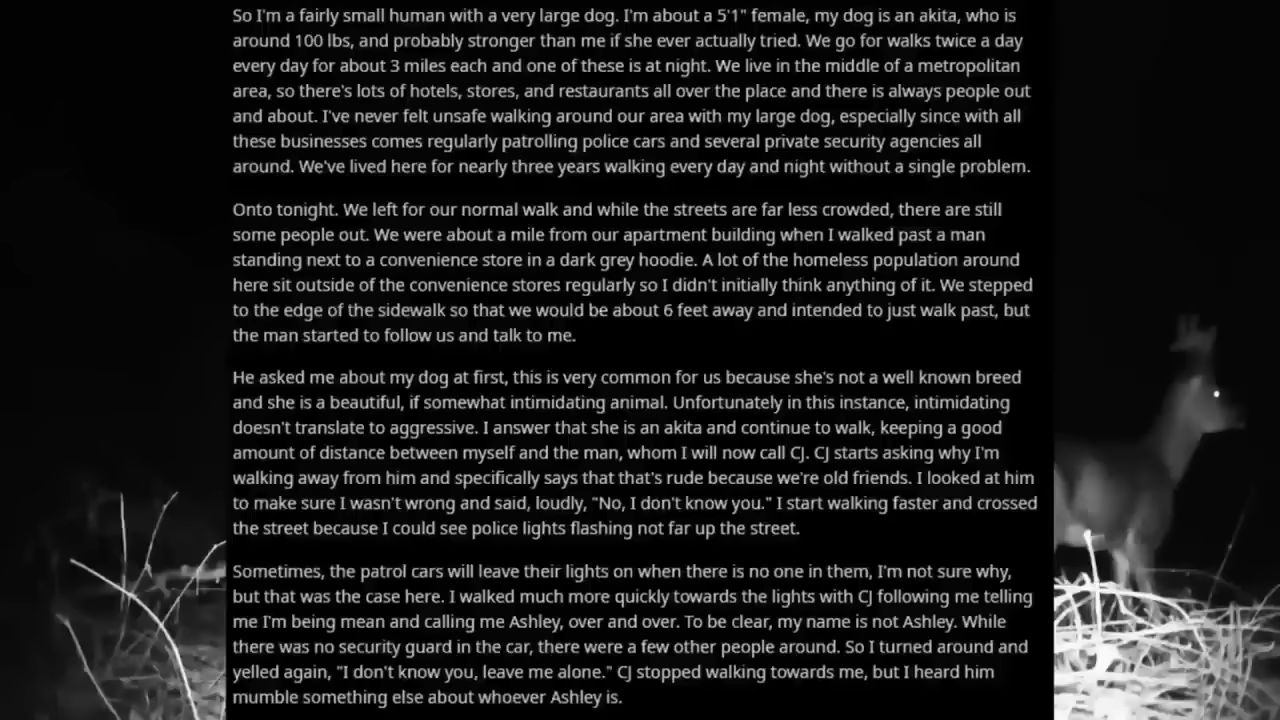 So I'm a fairly small human with a very large dog. I'm about a 5'1" female, my dog is an akita, who is
around 100 lbs, and probably stronger than me if she ever actually tried. We go for walks twice a day
every day for about 3 miles each and one of these is at night. We live in the middle of a metropolitan
area, so there's lots of hotels, stores, and restaurants all over the place and there is always people out
and about. I've never felt unsafe walking around our area with my large dog, especially since with all
these businesses comes regularly patrolling police cars and several private security agencies all
around. We've lived here for nearly three years walking every day and night without a single problem.
Onto tonight. We left for our normal walk and while the streets are far less crowded, there are still
some people out. We were about a mile from our apartment building when I walked past a man
standing next to a convenience store in a dark grey hoodie. A lot of the homeless population around
here sit outside of the convenience stores regularly so I didn't initially think anything of it. We stepped
to the edge of the sidewalk so that we would be about 6 feet away and intended to just walk past, but
the man started to follow us and talk to me.
He asked me about my dog at first, this is very common for us because she's not a well known breed
and she is a beautiful, if somewhat intimidating animal. Unfortunately in this instance, intimidating
doesn't translate to aggressive. I answer that she is an akita and continue to walk, keeping a good
amount of distance between myself and the man, whom I will now call CJ. CJ starts asking why I'm
walking away from him and specifically says that that's rude because we're old friends. I looked at him
to make sure I wasn't wrong and said, loudly, "No, I don't know you." I start walking faster and crossed
the street because I could see police lights flashing not far up the street.
Sometimes, the patrol cars will leave their lights on when there is no one in them, I'm not sure why,
but that was the case here. I walked much more quickly towards the lights with CJ following me telling
me I'm being mean and calling me Ashley, over and over. To be clear, my name is not Ashley. While
there was no security guard in the car, there were a few other people around. So I turned around and
yelled again, "I don't know you, leave me alone." CJ stopped walking towards me, but I heard him
mumble something else about whoever Ashley is.